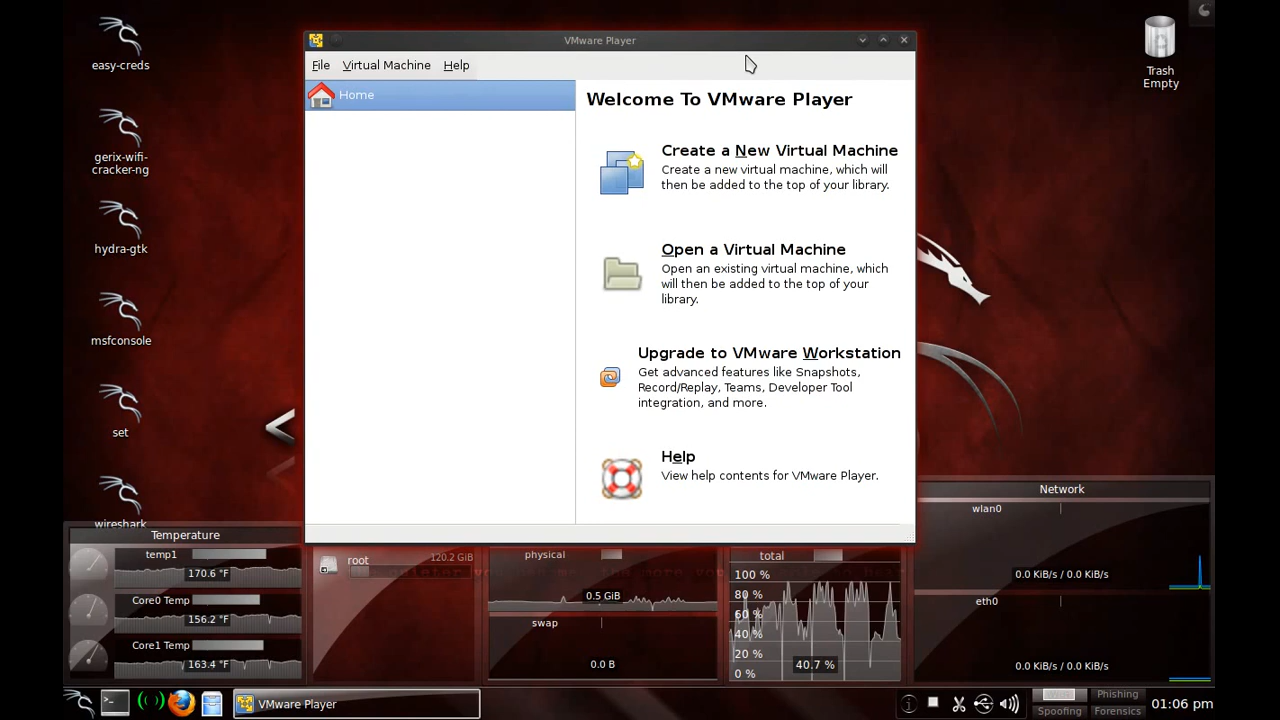 easy-creds
gerix-wifi-
cracker-ng
hydra-gtk
msfconsole
set
wireshark
Trash
Empty
VMware Player
File Virtual Machine Help
Home
Welcome To VMware Player
Create a New Virtual Machine
Create a new virtual machine, which will
then be added to the top of your library.
Open a Virtual Machine
Open an existing virtual machine, which
will then be added to the top of your
library.
Upgrade to VMware Workstation
Get advanced features like Snapshots,
Record/Replay, Teams, Developer Tool
integration, and more.
Help
View help contents for VMware Player.
Temperature
temp1
170.6 °F
Core0 Temp
156.2 °F
Core1 Temp
163.4 °F
root 120.2 GiB
physical
0.5 GiB
swap
0.0 B
total
100 %
80 %
60 %
40 %
20 %
0 %
40.7 %
Network
wlan0
0.0 KiB/s / 0.0 KiB/s
eth0
0.0 KiB/s / 0.0 KiB/s
VMware Player
Phishing
Spoofing Forensics
01:06 pm